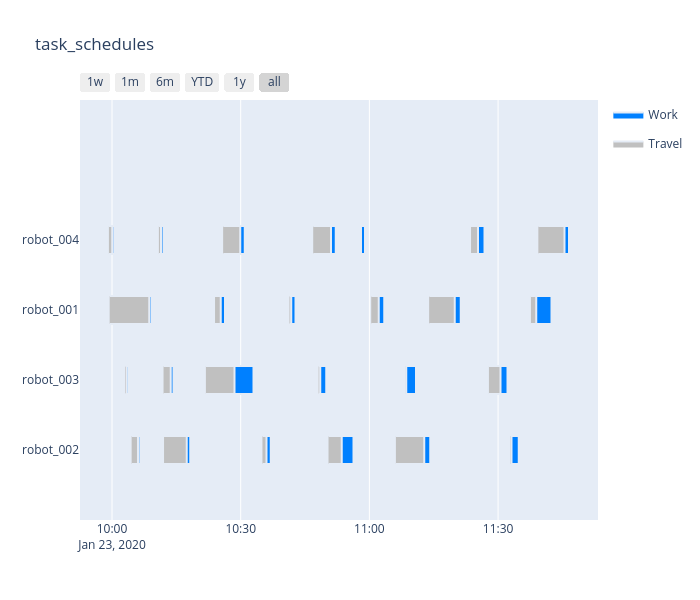 task_schedules
1w 1m 6m YTD 1y all
Work
Travel
robot_004
robot_001
robot_003
robot_002
10:00 10:30 11:00 11:30
Jan 23, 2020